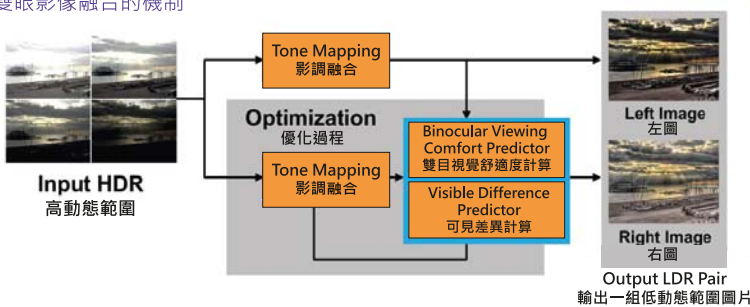 雙眼影像融合的機制
Tone Mapping
影調融合
Optimization
優化過程
Binocular Viewing
Comfort Predictor
雙目視覺舒適度計算
Tone Mapping
影調融合
Visible Difference
Predictor
可見差異計算
Input HDR
高動態範圍
Left Image
左圖
Right Image
右圖
Output LDR Pair
輸出一組低動態範圍圖片